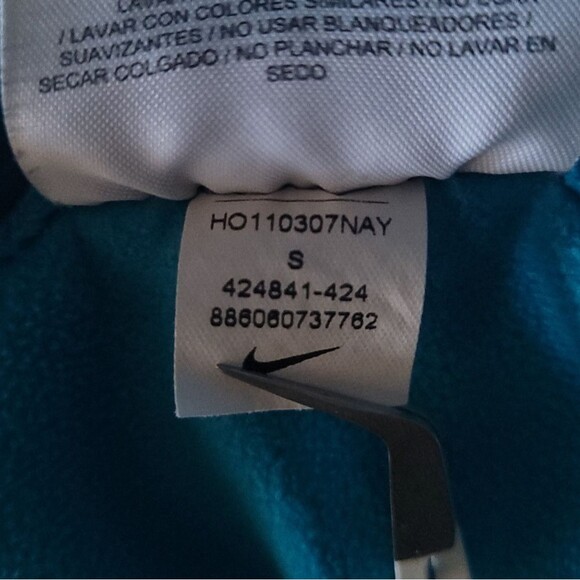 / LAVAR CON COLORES SIMILARES / NO
SUAVIZANTES / NO USAR BLANQUEADORES /
SECAR COLGADO / NO PLANCHAR / NO LAVAR EN
SECO
HO110307NAY
S
424841-424
886060737762